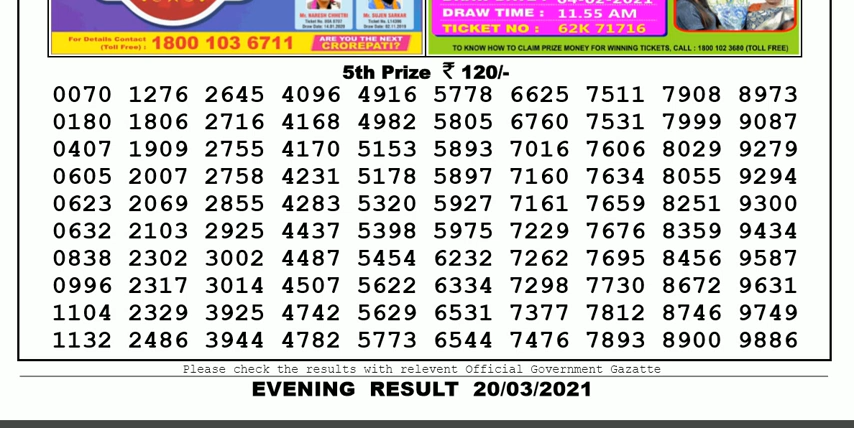 Mr. HARESH CHHETRI
Mr. DIJEN SARKAR
For Details Contact
(Toll Free) : 1800 103 6711
ARE YOU THE NEXT
CROREPATI?
DRAW TIME : 11.55 AM
TICKET NO : 62K 71716
TO KNOW HOW TO CLAIM PRIZE MONEY FOR WINNING TICKETS, CALL : 1800 102 3680 (TOLL FREE)
5th Prize ₹ 120/-
0070 1276 2645 4096 4916 5778 6625 7511 7908 8973
0180 1806 2716 4168 4982 5805 6760 7531 7999 9087
0407 1909 2755 4170 5153 5893 7016 7606 8029 9279
0605 2007 2758 4231 5178 5897 7160 7634 8055 9294
0623 2069 2855 4283 5320 5927 7161 7659 8251 9300
0632 2103 2925 4437 5398 5975 7229 7676 8359 9434
0838 2302 3002 4487 5454 6232 7262 7695 8456 9587
0996 2317 3014 4507 5622 6334 7298 7730 8672 9631
1104 2329 3925 4742 5629 6531 7377 7812 8746 9749
1132 2486 3944 4782 5773 6544 7476 7893 8900 9886
Please check the results with relevent Official Government Gazatte
EVENING RESULT 20/03/2021